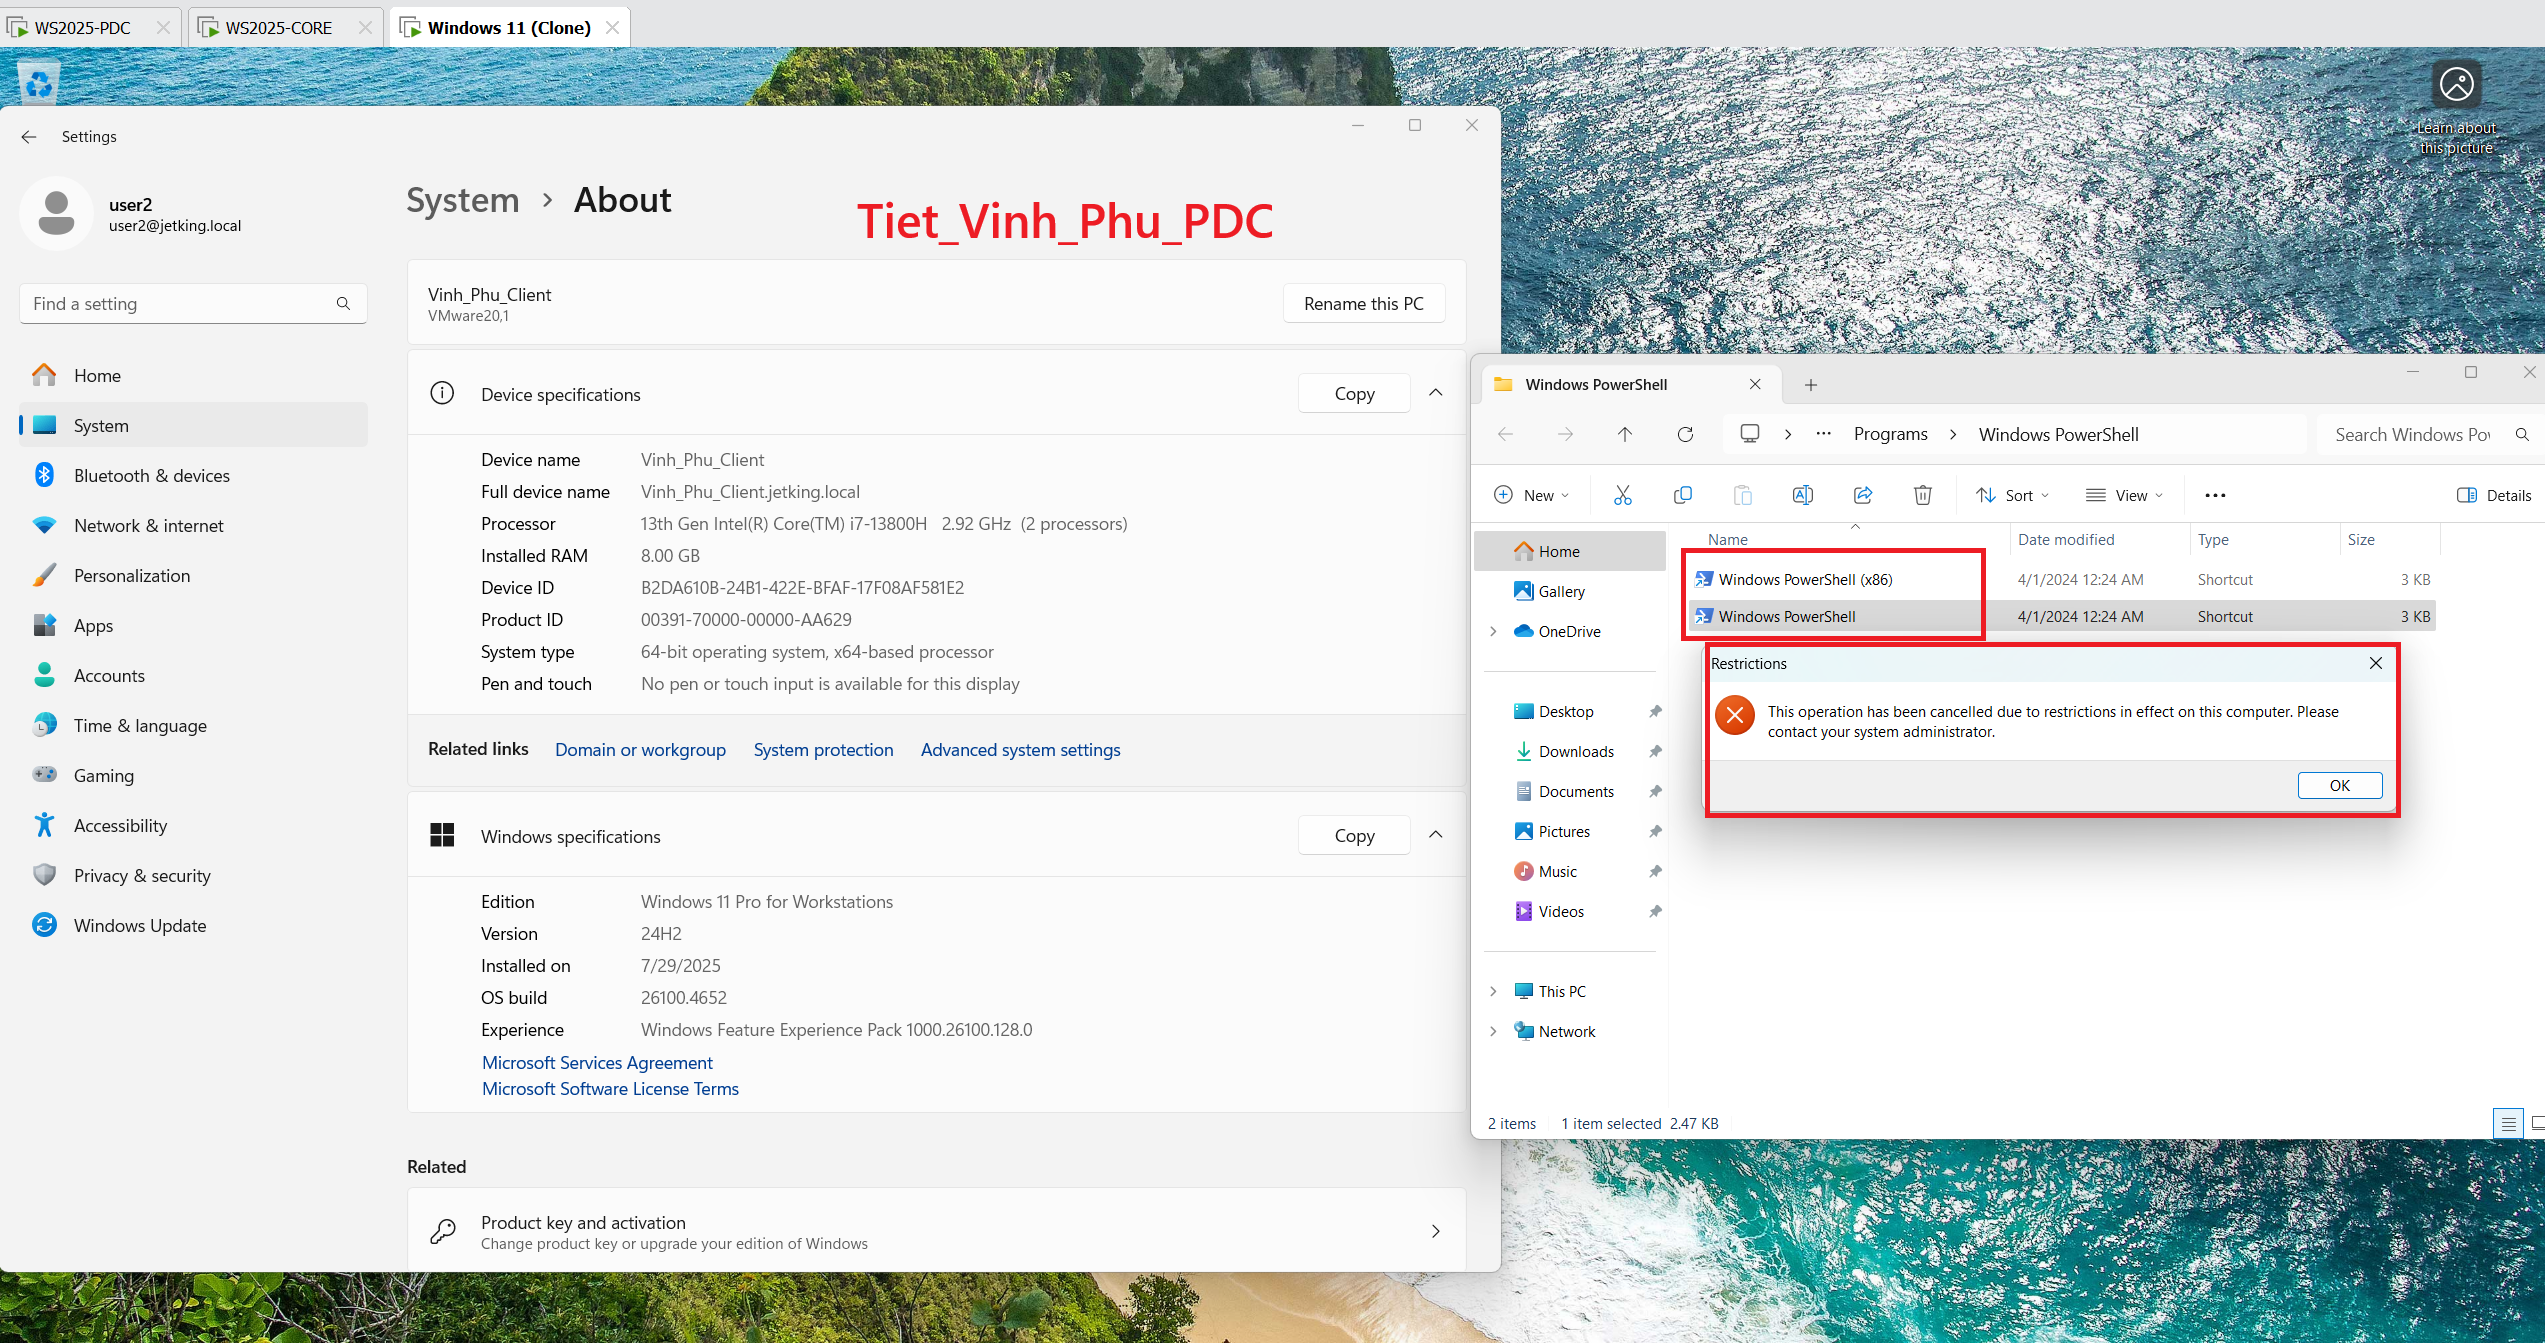 WS2025-PDC
WS2025-CORE
Windows 11 (Clone)
Learn about
this picture
Settings
user2
user2@jetking.local
Find a setting
Home
System
Bluetooth & devices
Network & internet
Personalization
Apps
Accounts
Time & language
Gaming
Accessibility
Privacy & security
Windows Update
System > About
Tiet_Vinh_Phu_PDC
Vinh_Phu_Client
VMware20,1
Rename this PC
Device specifications
Copy
Device name Vinh_Phu_Client
Full device name Vinh_Phu_Client.jetking.local
Processor 13th Gen Intel(R) Core(TM) i7-13800H 2.92 GHz (2 processors)
Installed RAM 8.00 GB
Device ID B2DA610B-24B1-422E-BFAF-17F08AF581E2
Product ID 00391-70000-00000-AA629
System type 64-bit operating system, x64-based processor
Pen and touch No pen or touch input is available for this display
Related links Domain or workgroup System protection Advanced system settings
Windows specifications
Copy
Edition Windows 11 Pro for Workstations
Version 24H2
Installed on 7/29/2025
OS build 26100.4652
Experience Windows Feature Experience Pack 1000.26100.128.0
Microsoft Services Agreement
Microsoft Software License Terms
Related
Product key and activation
Change product key or upgrade your edition of Windows
Windows PowerShell
Programs > Windows PowerShell
Search Windows Po
New
Sort
View
Details
Name Date modified Type Size
Windows PowerShell (x86) 4/1/2024 12:24 AM Shortcut 3 KB
Windows PowerShell 4/1/2024 12:24 AM Shortcut 3 KB
Home
Gallery
OneDrive
Desktop
Downloads
Documents
Pictures
Music
Videos
This PC
Network
Restrictions
This operation has been cancelled due to restrictions in effect on this computer. Please
contact your system administrator.
OK
2 items 1 item selected 2.47 KB